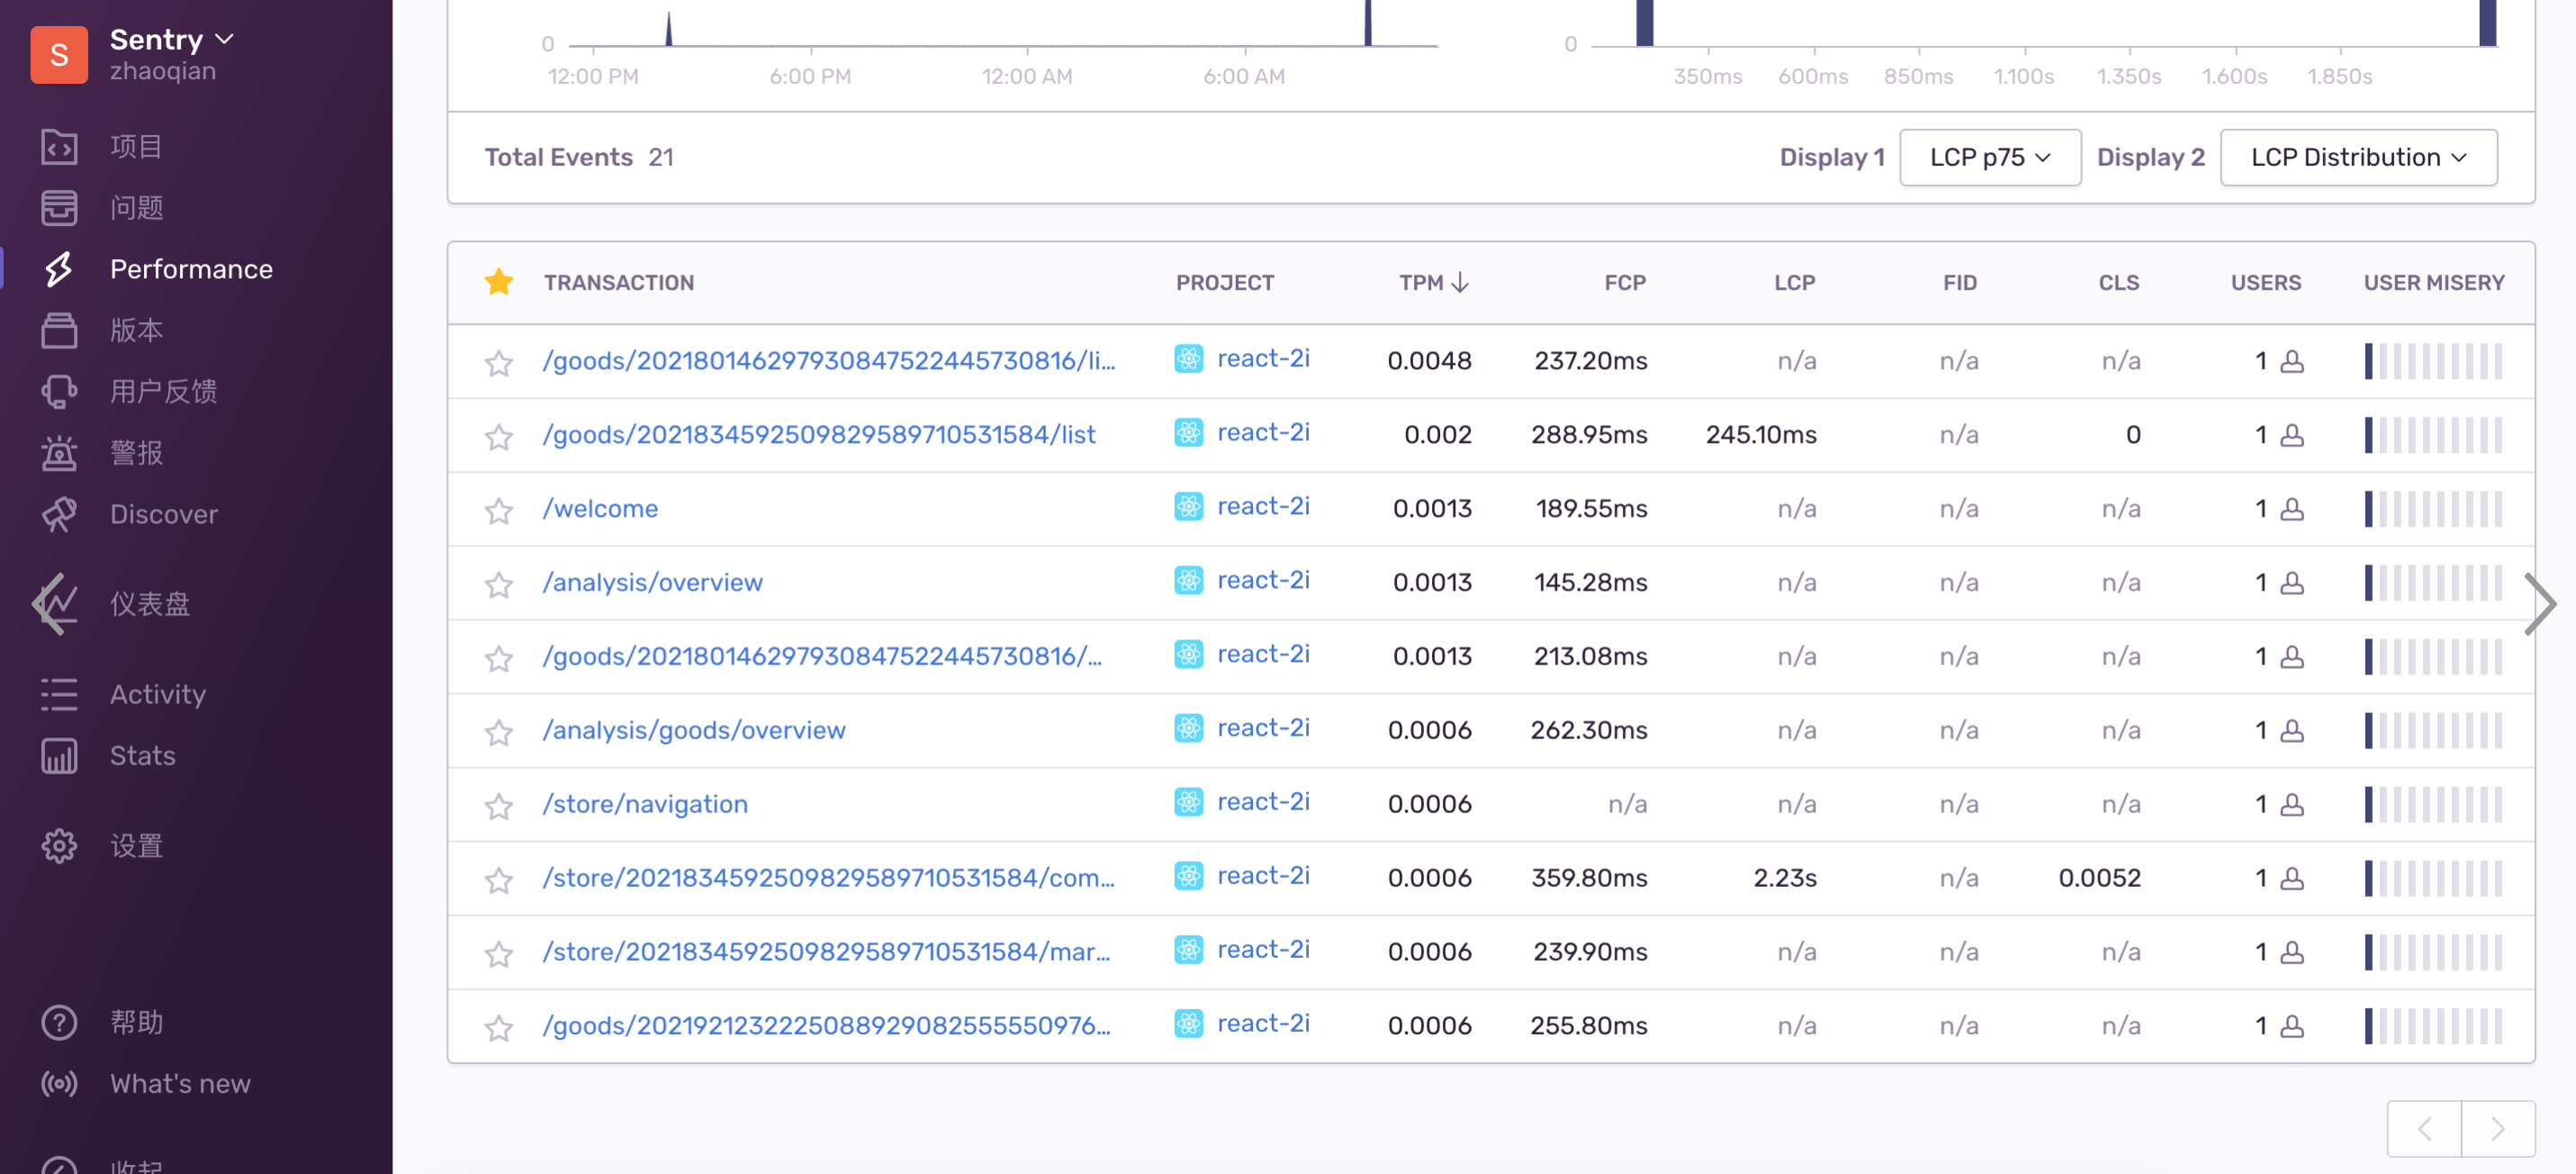 S
Sentry
zhaoqian
项目
问题
Performance
版本
用户反馈
警报
Discover
仪表盘
Activity
Stats
设置
帮助
What's new
收起
0
12:00 PM 6:00 PM 12:00 AM 6:00 AM
0
350ms 600ms 850ms 1.100s 1.350s 1.600s 1.850s
Total Events 21
Display 1 LCP p75 Display 2 LCP Distribution
TRANSACTION PROJECT TPM FCP LCP FID CLS USERS USER MISERY
/goods/20218014629793084752​2445730816/li... react-2i 0.0048 237.20ms n/a n/a n/a 1
/goods/20218345925098295897​10531584/list react-2i 0.002 288.95ms 245.10ms n/a 0 1
/welcome react-2i 0.0013 189.55ms n/a n/a n/a 1
/analysis/overview react-2i 0.0013 145.28ms n/a n/a n/a 1
/goods/202180146297930847522445730816/... react-2i 0.0013 213.08ms n/a n/a n/a 1
/analysis/goods/overview react-2i 0.0006 262.30ms n/a n/a n/a 1
/store/navigation react-2i 0.0006 n/a n/a n/a n/a 1
/store/2021834592509829589710531584/com... react-2i 0.0006 359.80ms 2.23s n/a 0.0052 1
/store/2021834592509829589710531584/mar... react-2i 0.0006 239.90ms n/a n/a n/a 1
/goods/2021921232225088929082555550976... react-2i 0.0006 255.80ms n/a n/a n/a 1